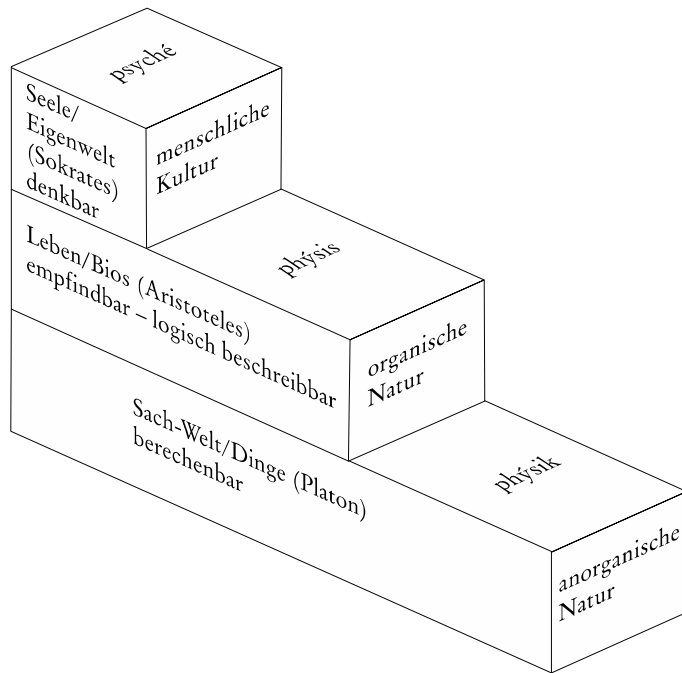 psyché
Seele/
Eigenwelt
(Sokrates)
denkbar
menschliche
Kultur
phýsis
Leben/Bios (Aristoteles)
empfindbar – logisch beschreibbar
organische
Natur
phýsik
Sach-Welt/Dinge (Platon)
berechenbar
anorganische
Natur